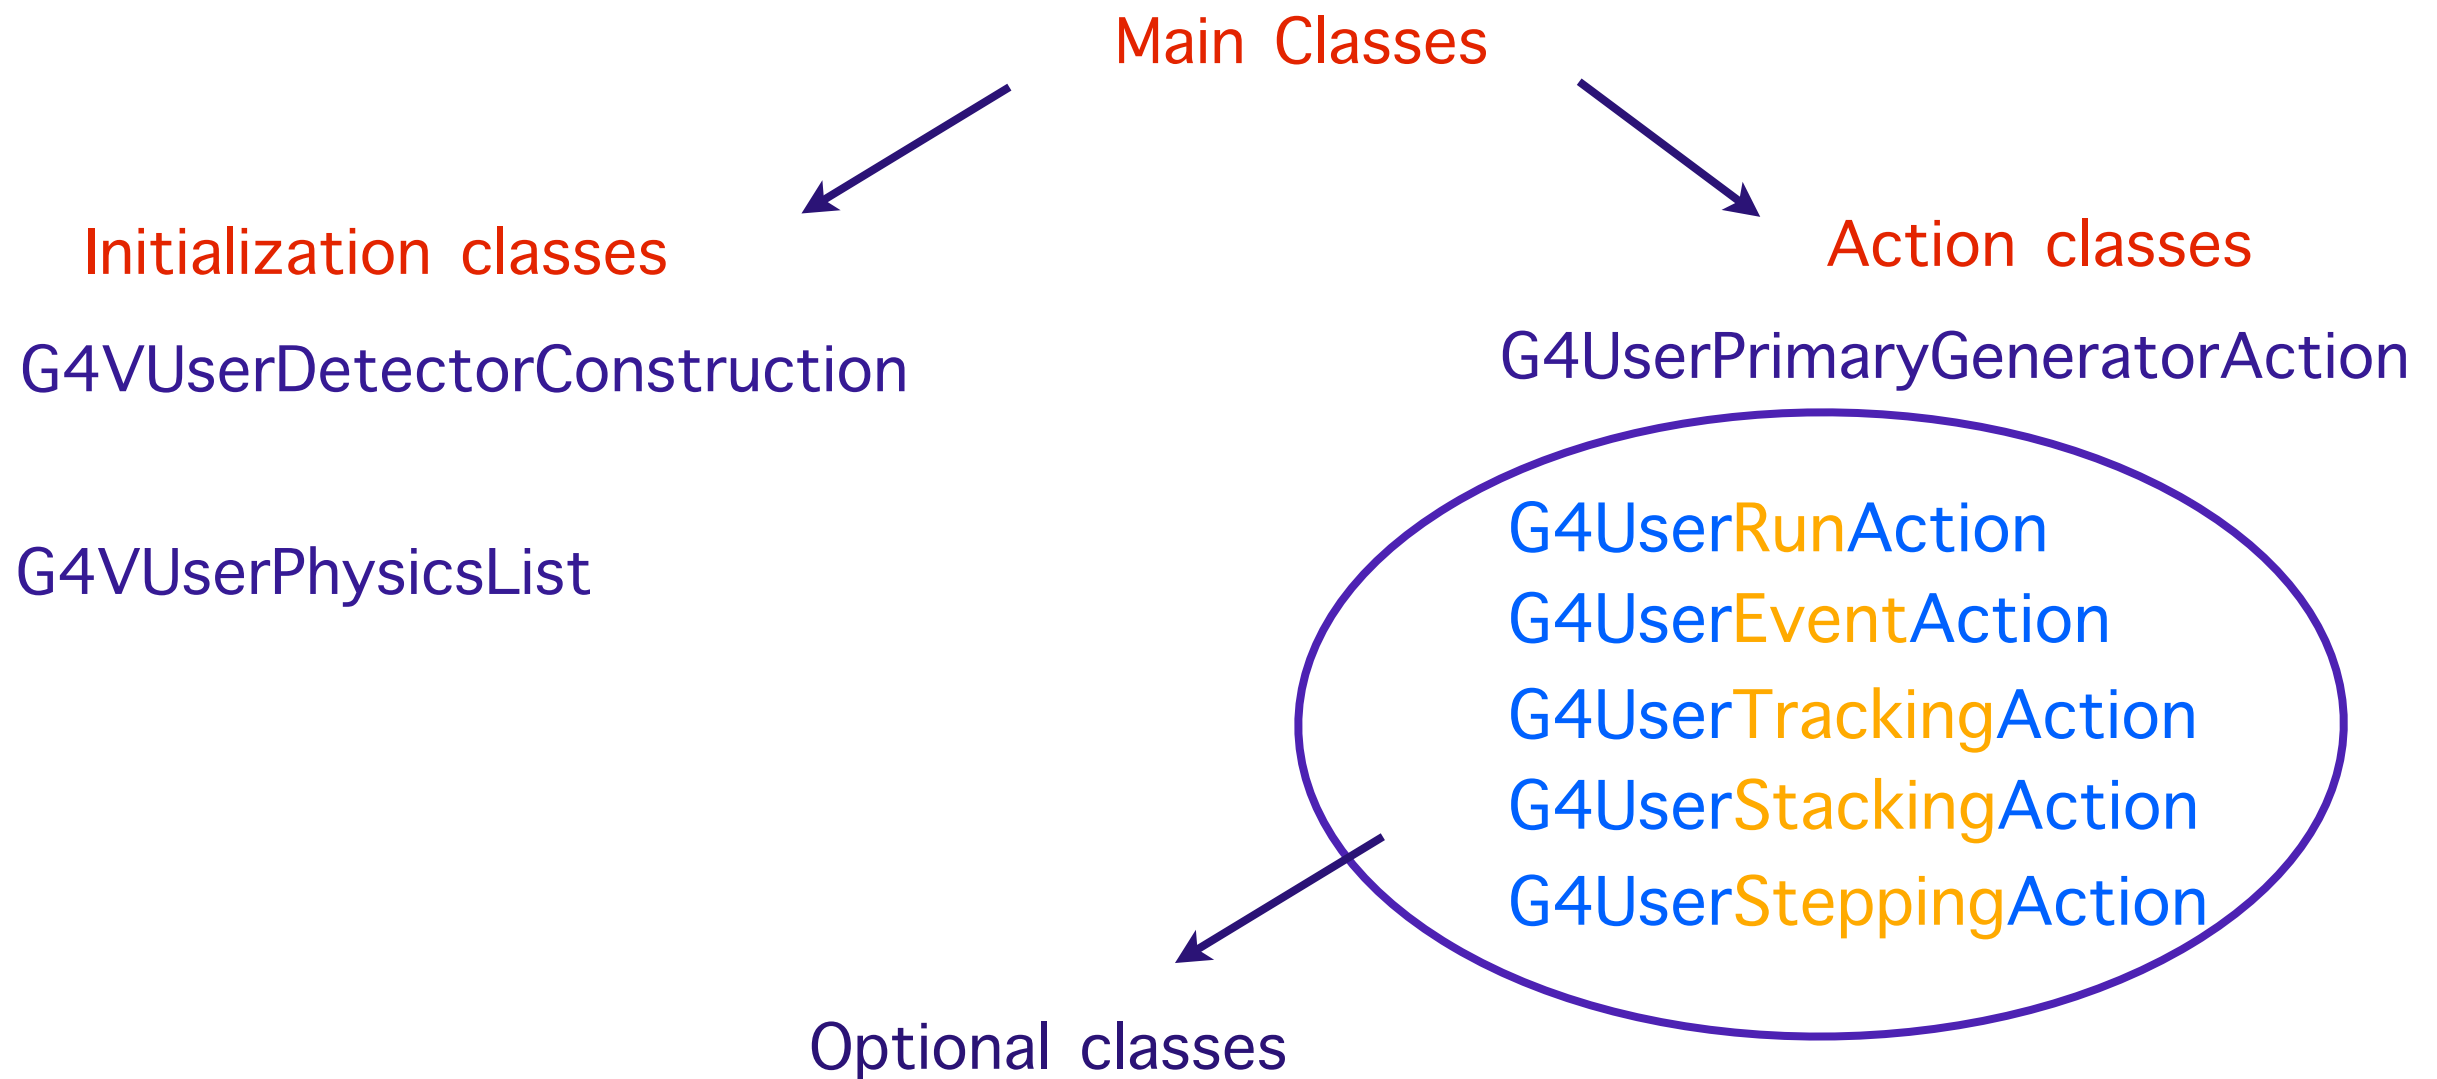 Main Classes
Initialization classes
Action classes
G4VUserDetectorConstruction
G4UserPrimaryGeneratorAction
G4VUserPhysicsList
G4UserRunAction
G4UserEventAction
G4UserTrackingAction
G4UserStackingAction
G4UserSteppingAction
Optional classes